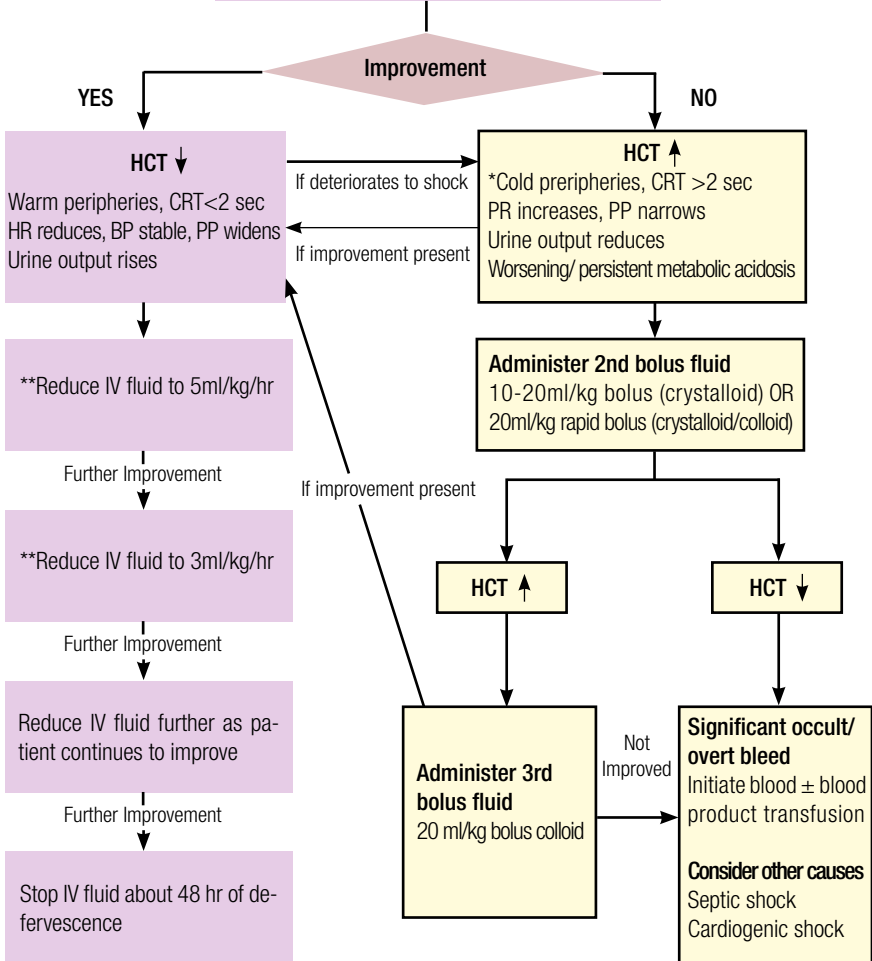 Improvement
YES
NO
HCT ↓
Warm peripheries, CRT<2 sec
HR reduces, BP stable, PP widens
Urine output rises
If deteriorates to shock
If improvement present
HCT ↑
*Cold preripheries, CRT >2 sec
PR increases, PP narrows
Urine output reduces
Worsening/ persistent metabolic acidosis
**Reduce IV fluid to 5ml/kg/hr
Administer 2nd bolus fluid
10-20ml/kg bolus (crystalloid) OR
20ml/kg rapid bolus (crystalloid/colloid)
Further Improvement
If improvement present
**Reduce IV fluid to 3ml/kg/hr
HCT ↑
HCT ↓
Further Improvement
Reduce IV fluid further as pa-
tient continues to improve
Administer 3rd
bolus fluid
20 ml/kg bolus colloid
Not
Improved
Significant occult/
overt bleed
Initiate blood ± blood
product transfusion
Consider other causes
Septic shock
Cardiogenic shock
Further Improvement
Stop IV fluid about 48 hr of de-
fervescence